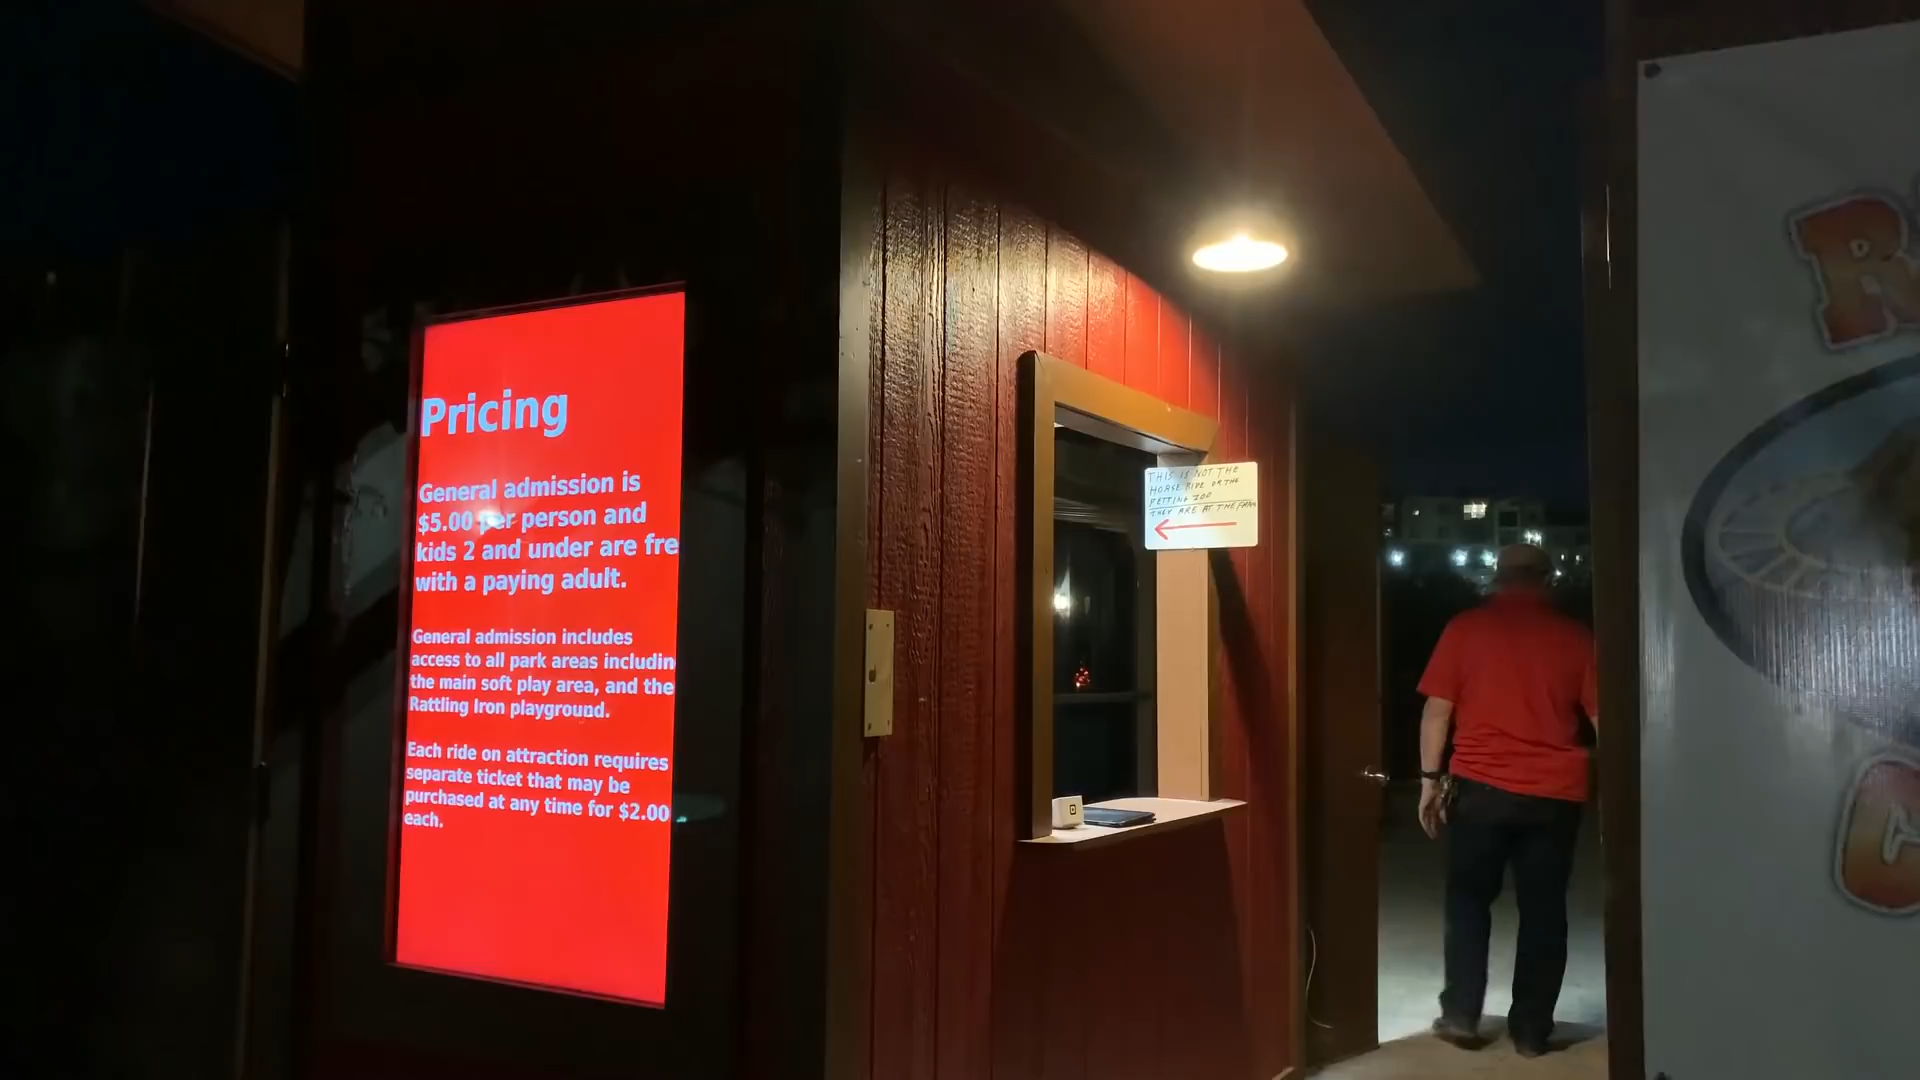 Pricing
General admission is
$5.00 per person and
kids 2 and under are fre
with a paying adult.
General admission includes
access to all park areas includin
the main soft play area, and the
Rattling Iron playground.
Each ride on attraction requires
separate ticket that may be
purchased at any time for $2.00
each.
THIS IS NOT THE
HORSE RIDE OR THE
PETTING ZOO
THEY ARE AT THE FARM
R
C